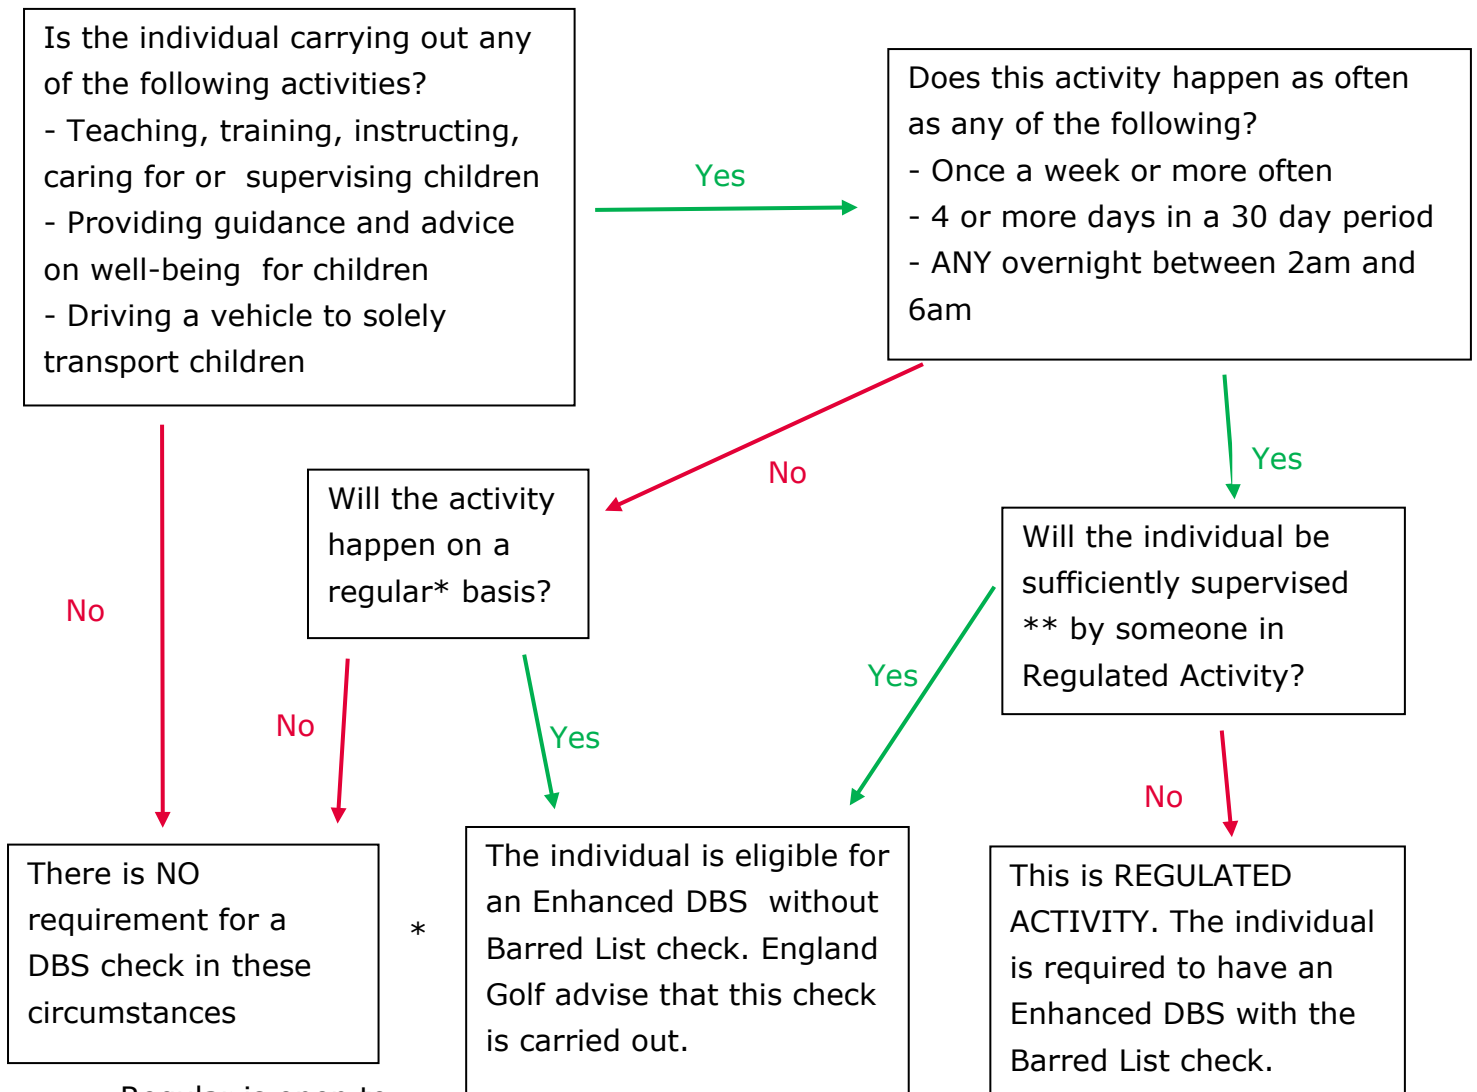 Is the individual carrying out any
of the following activities?
- Teaching, training, instructing,
caring for or  supervising children
- Providing guidance and advice
on well-being  for children
- Driving a vehicle to solely
transport children
Yes
Does this activity happen as often
as any of the following?
- Once a week or more often
- 4 or more days in a 30 day period
- ANY overnight between 2am and
6am
No
Yes
Will the activity
happen on a
regular* basis?
Will the individual be
sufficiently supervised
** by someone in
Regulated Activity?
No
No
Yes
Yes
No
There is NO
requirement for a
DBS check in these
circumstances
*
The individual is eligible for
an Enhanced DBS  without
Barred List check. England
Golf advise that this check
is carried out.
This is REGULATED
ACTIVITY. The individual
is required to have an
Enhanced DBS with the
Barred List check.
Regular is open to